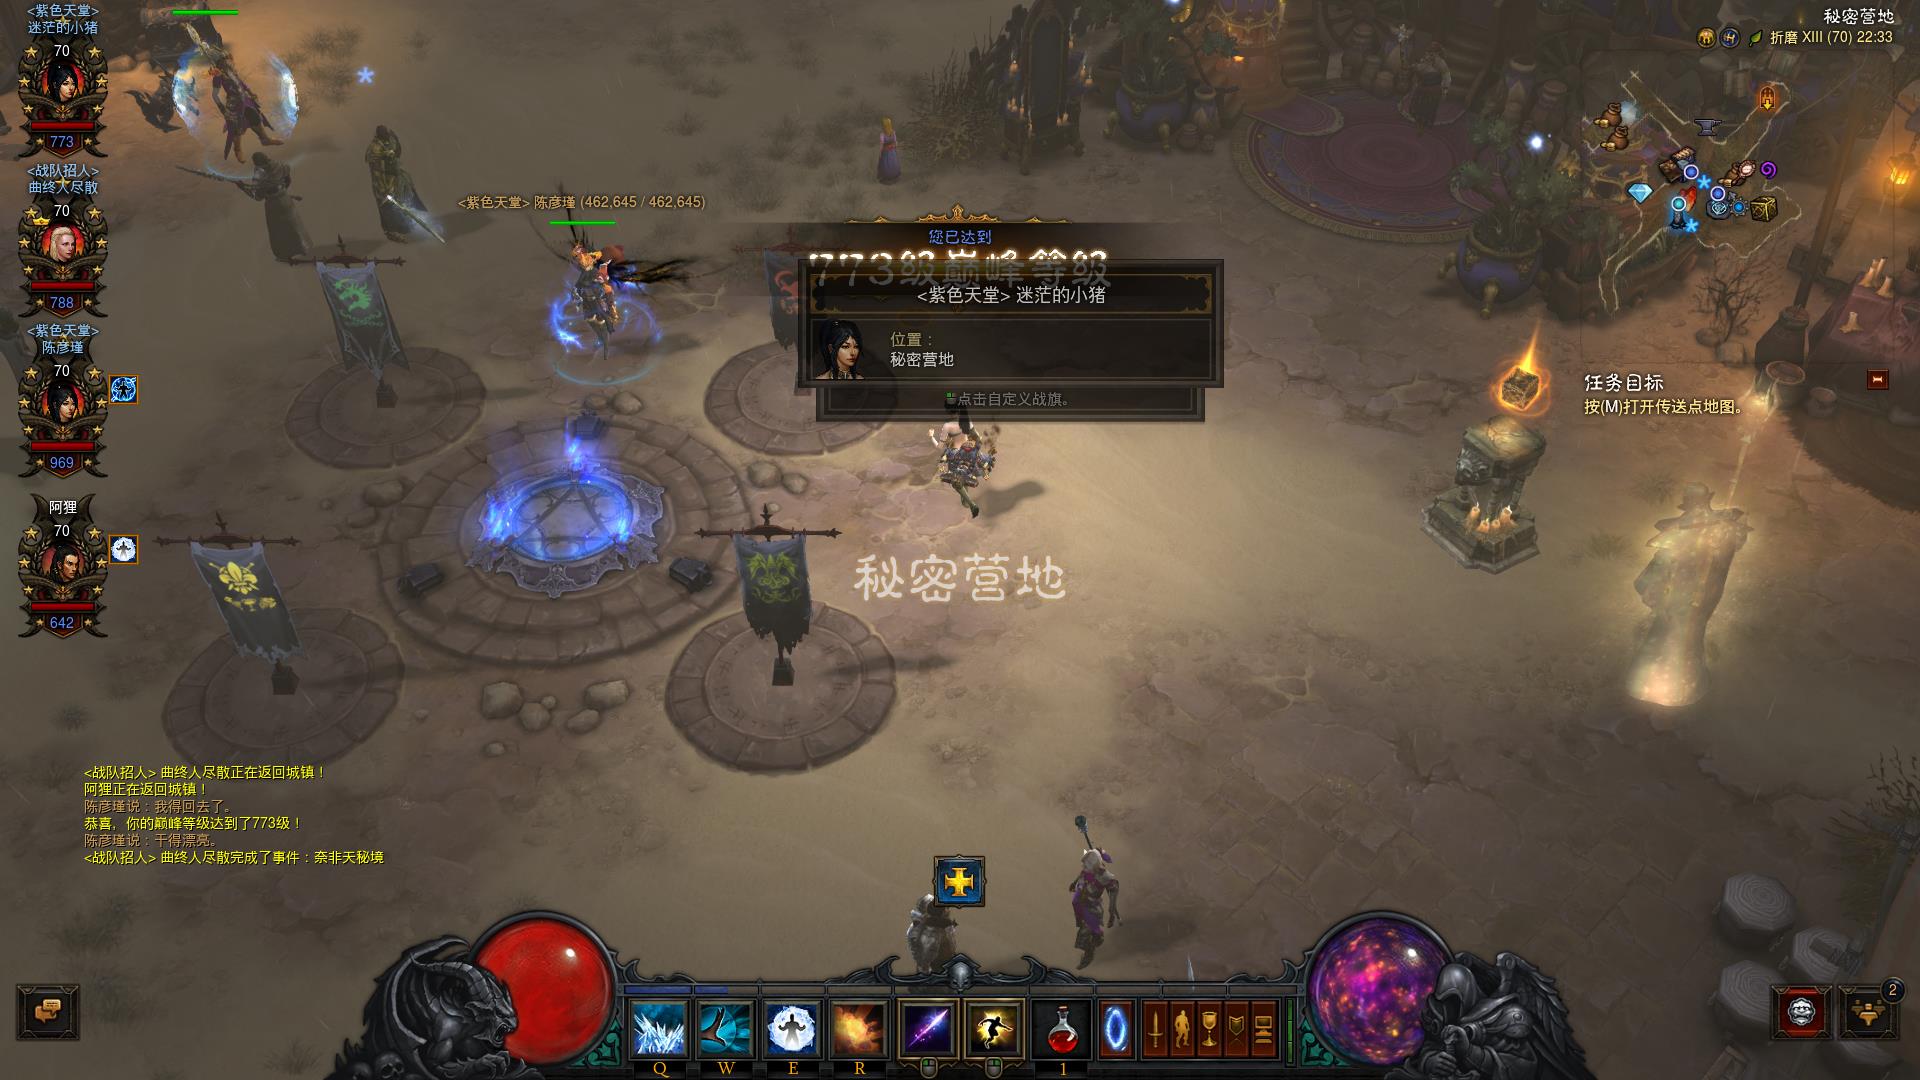 <紫色天堂>
迷茫的小猪
70
773
<战队招人>
曲终人尽散
70
788
<紫色天堂>
陈彦瑾
70
969
阿狸
70
642
<紫色天堂> 陈彦瑾 (462,645 / 462,645)
您已达到
773级巅峰等级
<紫色天堂> 迷茫的小猪
位置：
秘密营地
点击自定义战旗。
秘密营地
折磨 XIII (70) 22:33
任务目标
按(M)打开传送点地图。
秘密营地
<战队招人> 曲终人尽散正在返回城镇！
阿狸正在返回城镇！
陈彦瑾说：我得回去了。
恭喜，你的巅峰等级达到了773级！
陈彦瑾说：干得漂亮。
<战队招人> 曲终人尽散完成了事件：奈非天秘境
Q
W
E
R
1
2